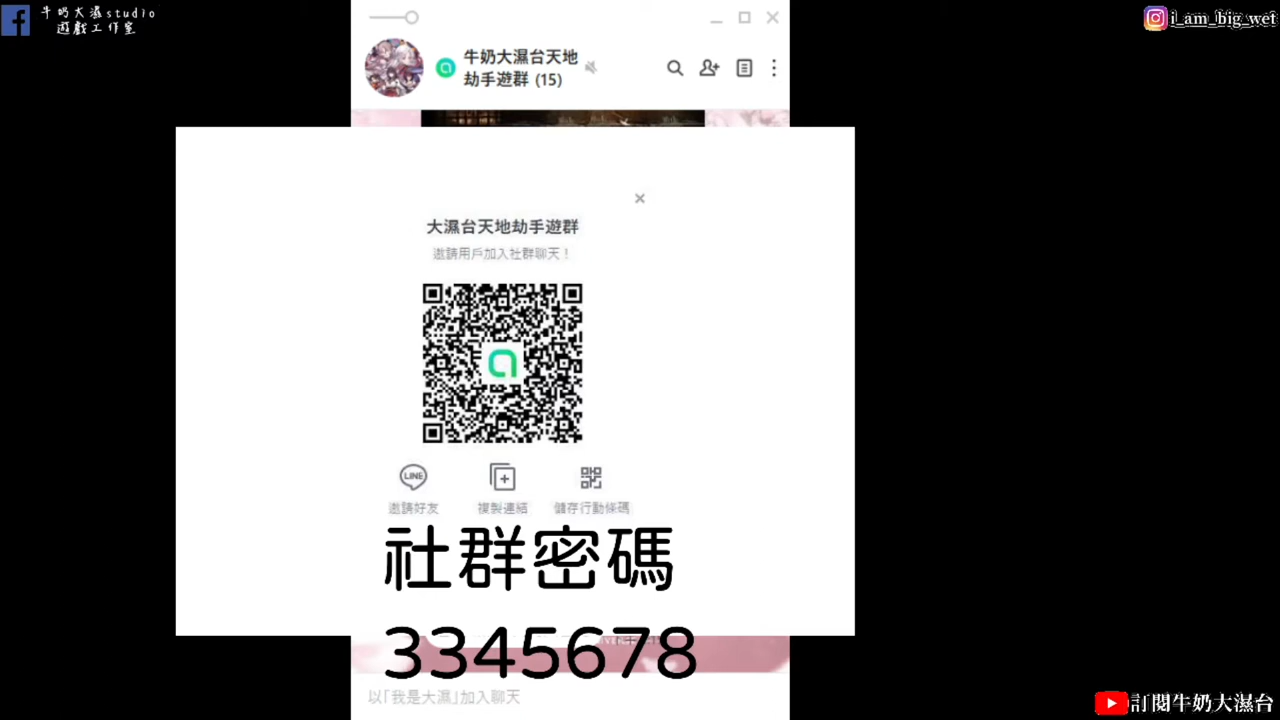 牛奶大濕studio
遊戲工作室
i_am_big_wet
牛奶大濕台天地
劫手遊群 (15)
大濕台天地劫手遊群
邀請用戶加入社群聊天！
LINE
邀請好友
複製連結
儲存行動條碼
社群密碼
3345678
以「我是大濕」加入聊天
訂閱牛奶大濕台